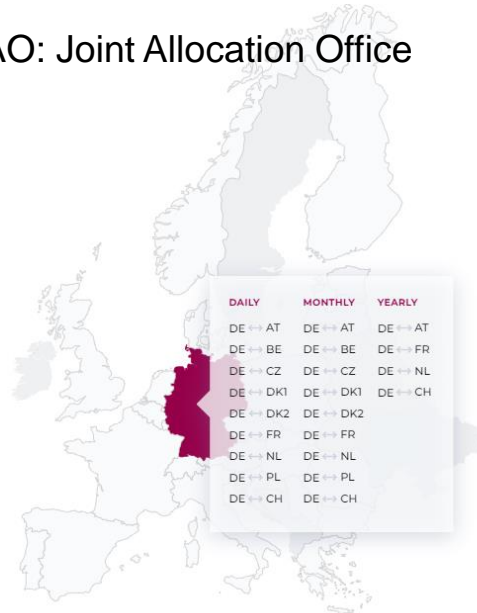 AO: Joint Allocation Office
DAILY MONTHLY YEARLY
DE ↔ AT DE ↔ AT DE ↔ AT
DE ↔ BE DE ↔ BE DE ↔ FR
DE ↔ CZ DE ↔ CZ DE ↔ NL
DE ↔ DK1 DE ↔ DK1 DE ↔ CH
DE ↔ DK2 DE ↔ DK2
DE ↔ FR DE ↔ FR
DE ↔ NL DE ↔ NL
DE ↔ PL DE ↔ PL
DE ↔ CH DE ↔ CH